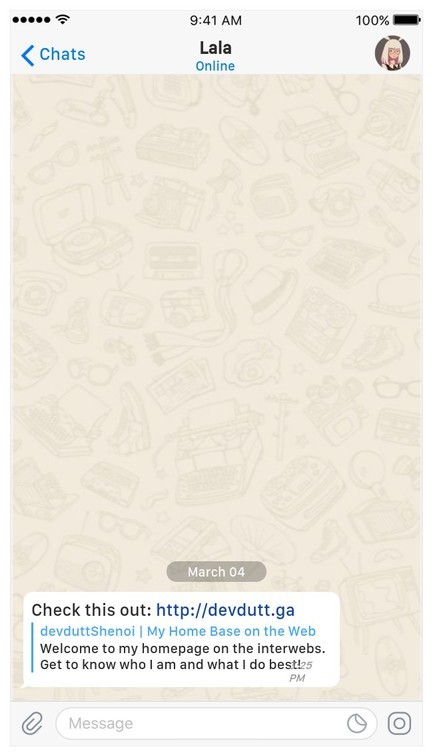 9:41 AM
100%
Chats
Lala
Online
March 04
Check this out: http://devdutt.ga
devduttShenoi | My Home Base on the Web
Welcome to my homepage on the interwebs.
Get to know who I am and what I do best!
PM
Message